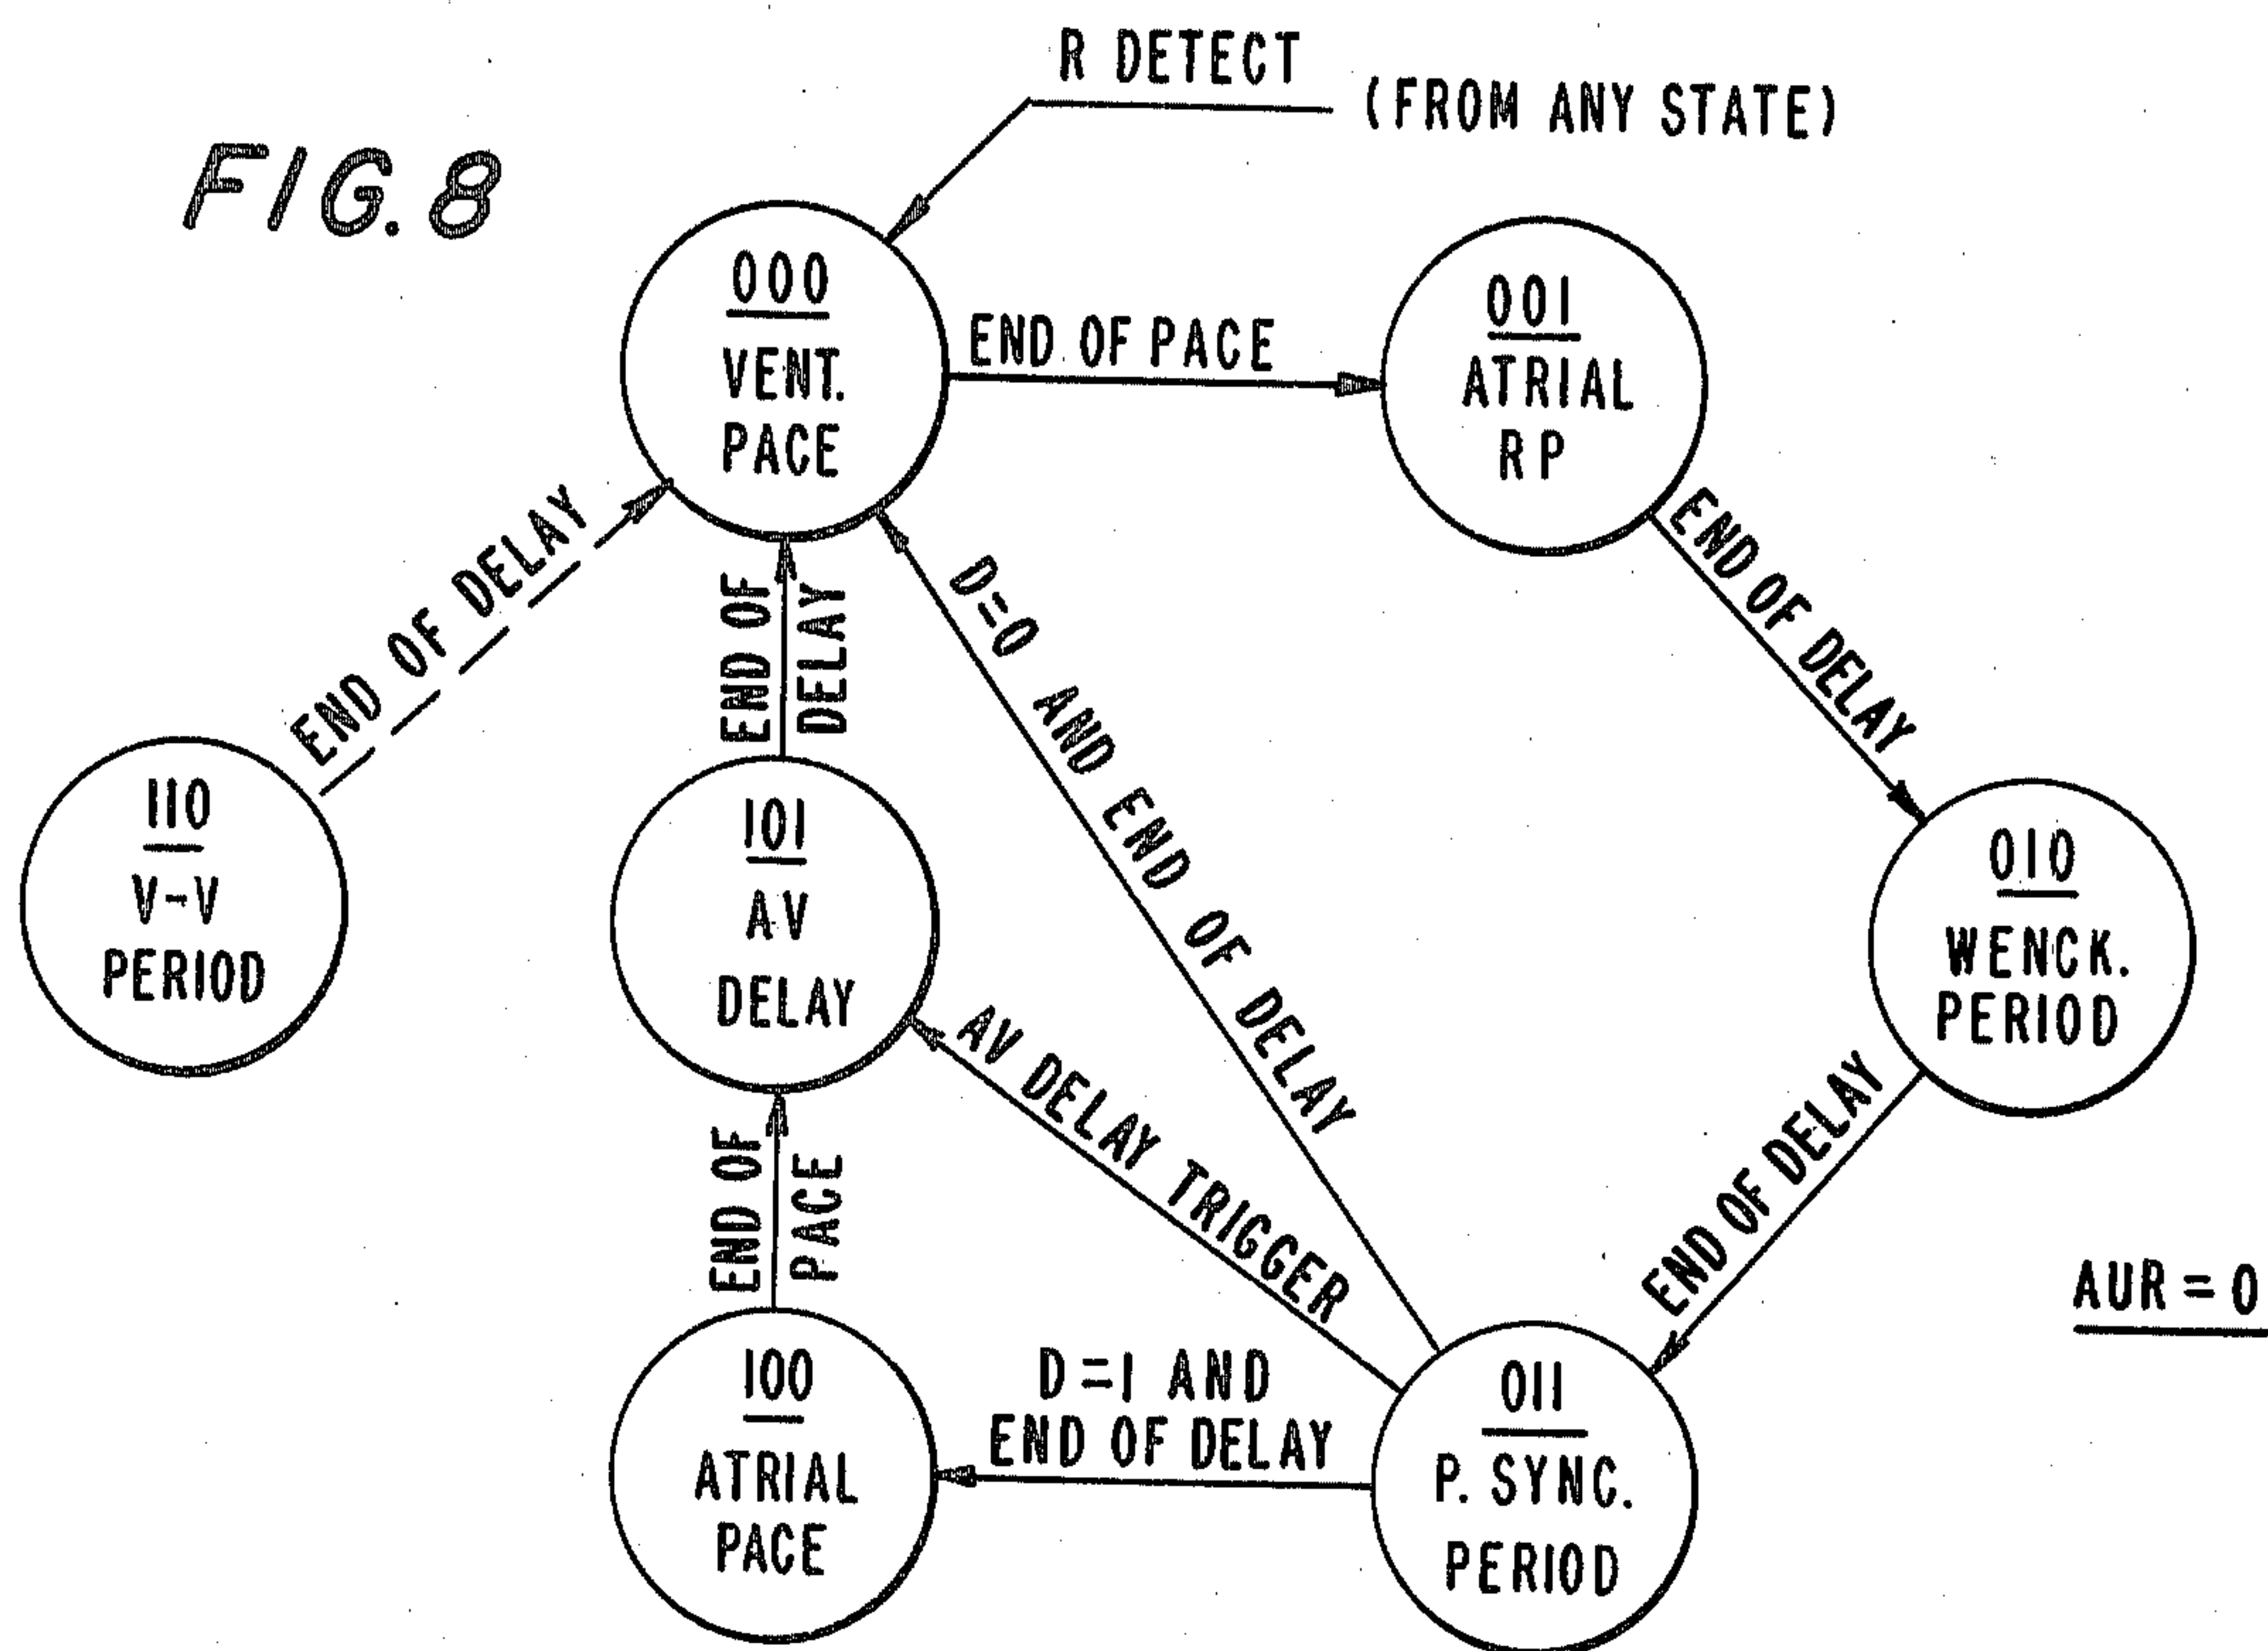 FIG. 8
R DETECT
(FROM ANY STATE)
000
VENT.
PACE
END OF PACE
001
ATRIAL
RP
END OF DELAY
END OF DELAY
END OF
DELAY
D=0 AND END OF DELAY
110
V-V
PERIOD
101
AV
DELAY
010
WENCK.
PERIOD
AV DELAY TRIGGER
END OF DELAY
END OF
PACE
AUR = 0
100
ATRIAL
PACE
D=1 AND
END OF DELAY
011
P. SYNC.
PERIOD